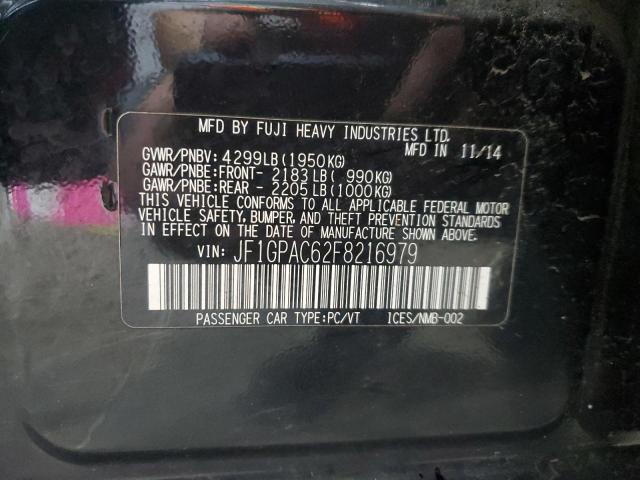 MFD BY FUJI HEAVY INDUSTRIES LTD.
MFD IN 11/14
GVWR/PNBV: 4299LB(1950KG)
GAWR/PNBE:FRONT- 2183LB( 990KG)
GAWR/PNBE:REAR - 2205LB(1000KG)
THIS VEHICLE CONFORMS TO ALL APPLICABLE FEDERAL MOTOR
VEHICLE SAFETY, BUMPER, AND THEFT PREVENTION STANDARDS
IN EFFECT ON THE DATE OF MANUFACTURE SHOWN ABOVE.
VIN: JF1GPAC62F8216979
PASSENGER CAR TYPE:PC/VT ICES/NMB-002